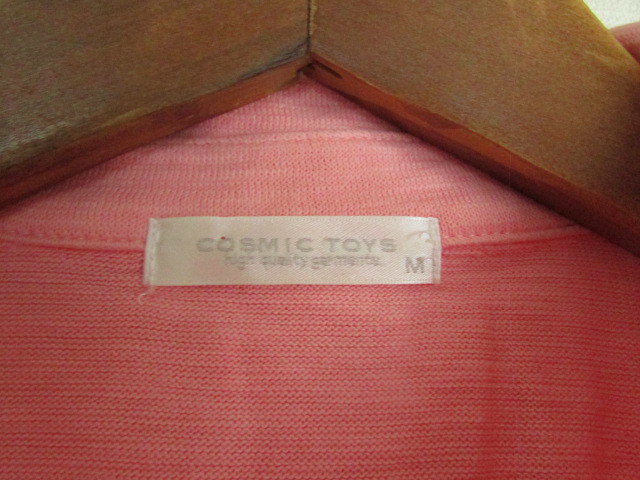 COSMIC TOYS
high quality garments.
M